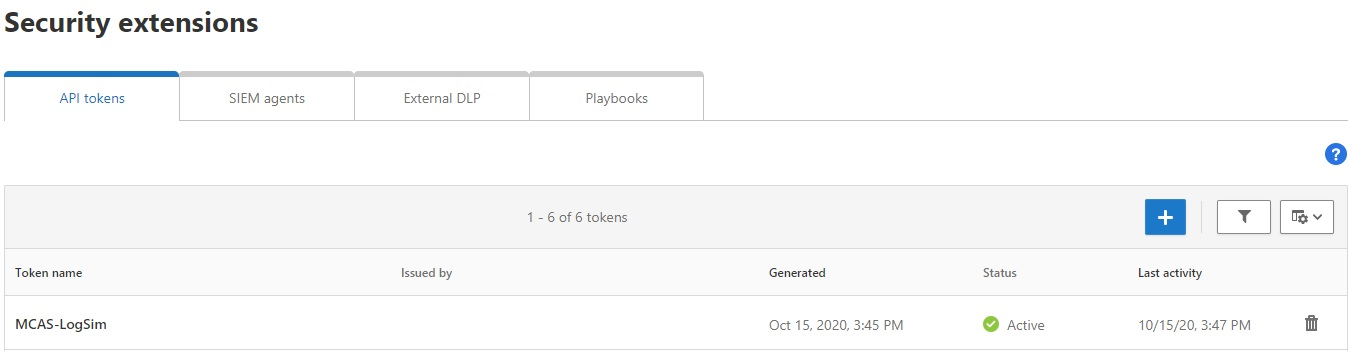 Security extensions
API tokens SIEM agents External DLP Playbooks
?
1 - 6 of 6 tokens
Token name Issued by Generated Status Last activity
MCAS-LogSim Oct 15, 2020, 3:45 PM Active 10/15/20, 3:47 PM